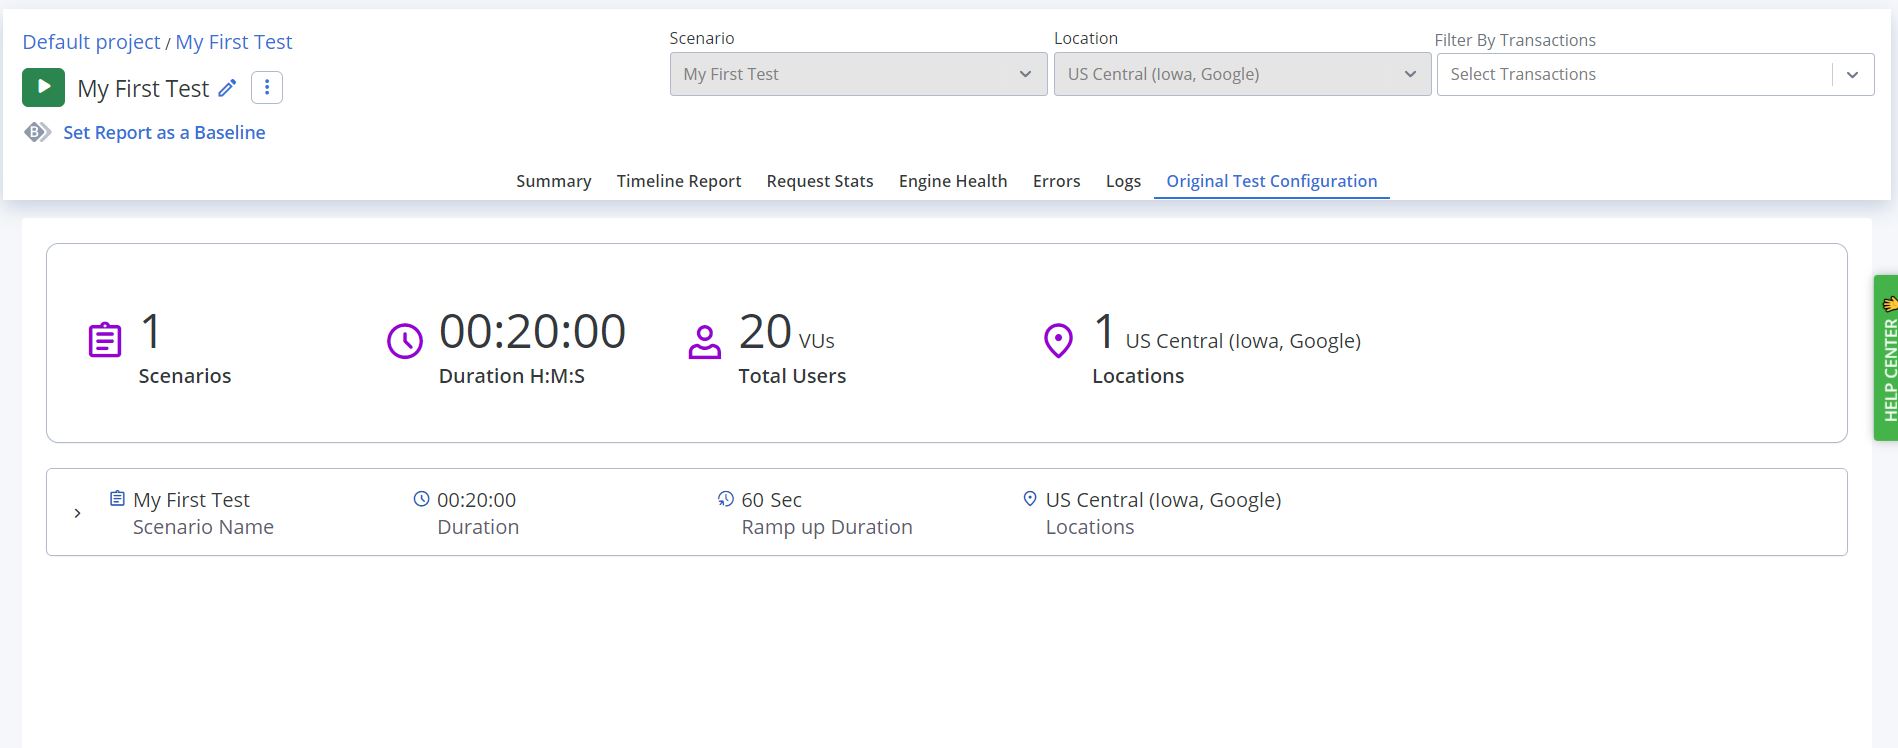 Default project / My First Test
My First Test
B
Set Report as a Baseline
Scenario
My First Test
Location
US Central (Iowa, Google)
Filter By Transactions
Select Transactions
Summary
Timeline Report
Request Stats
Engine Health
Errors
Logs
Original Test Configuration
1
Scenarios
00:20:00
Duration H:M:S
20 VUs
Total Users
1 US Central (Iowa, Google)
Locations
My First Test
Scenario Name
00:20:00
Duration
60 Sec
Ramp up Duration
US Central (Iowa, Google)
Locations
HELP CENTER